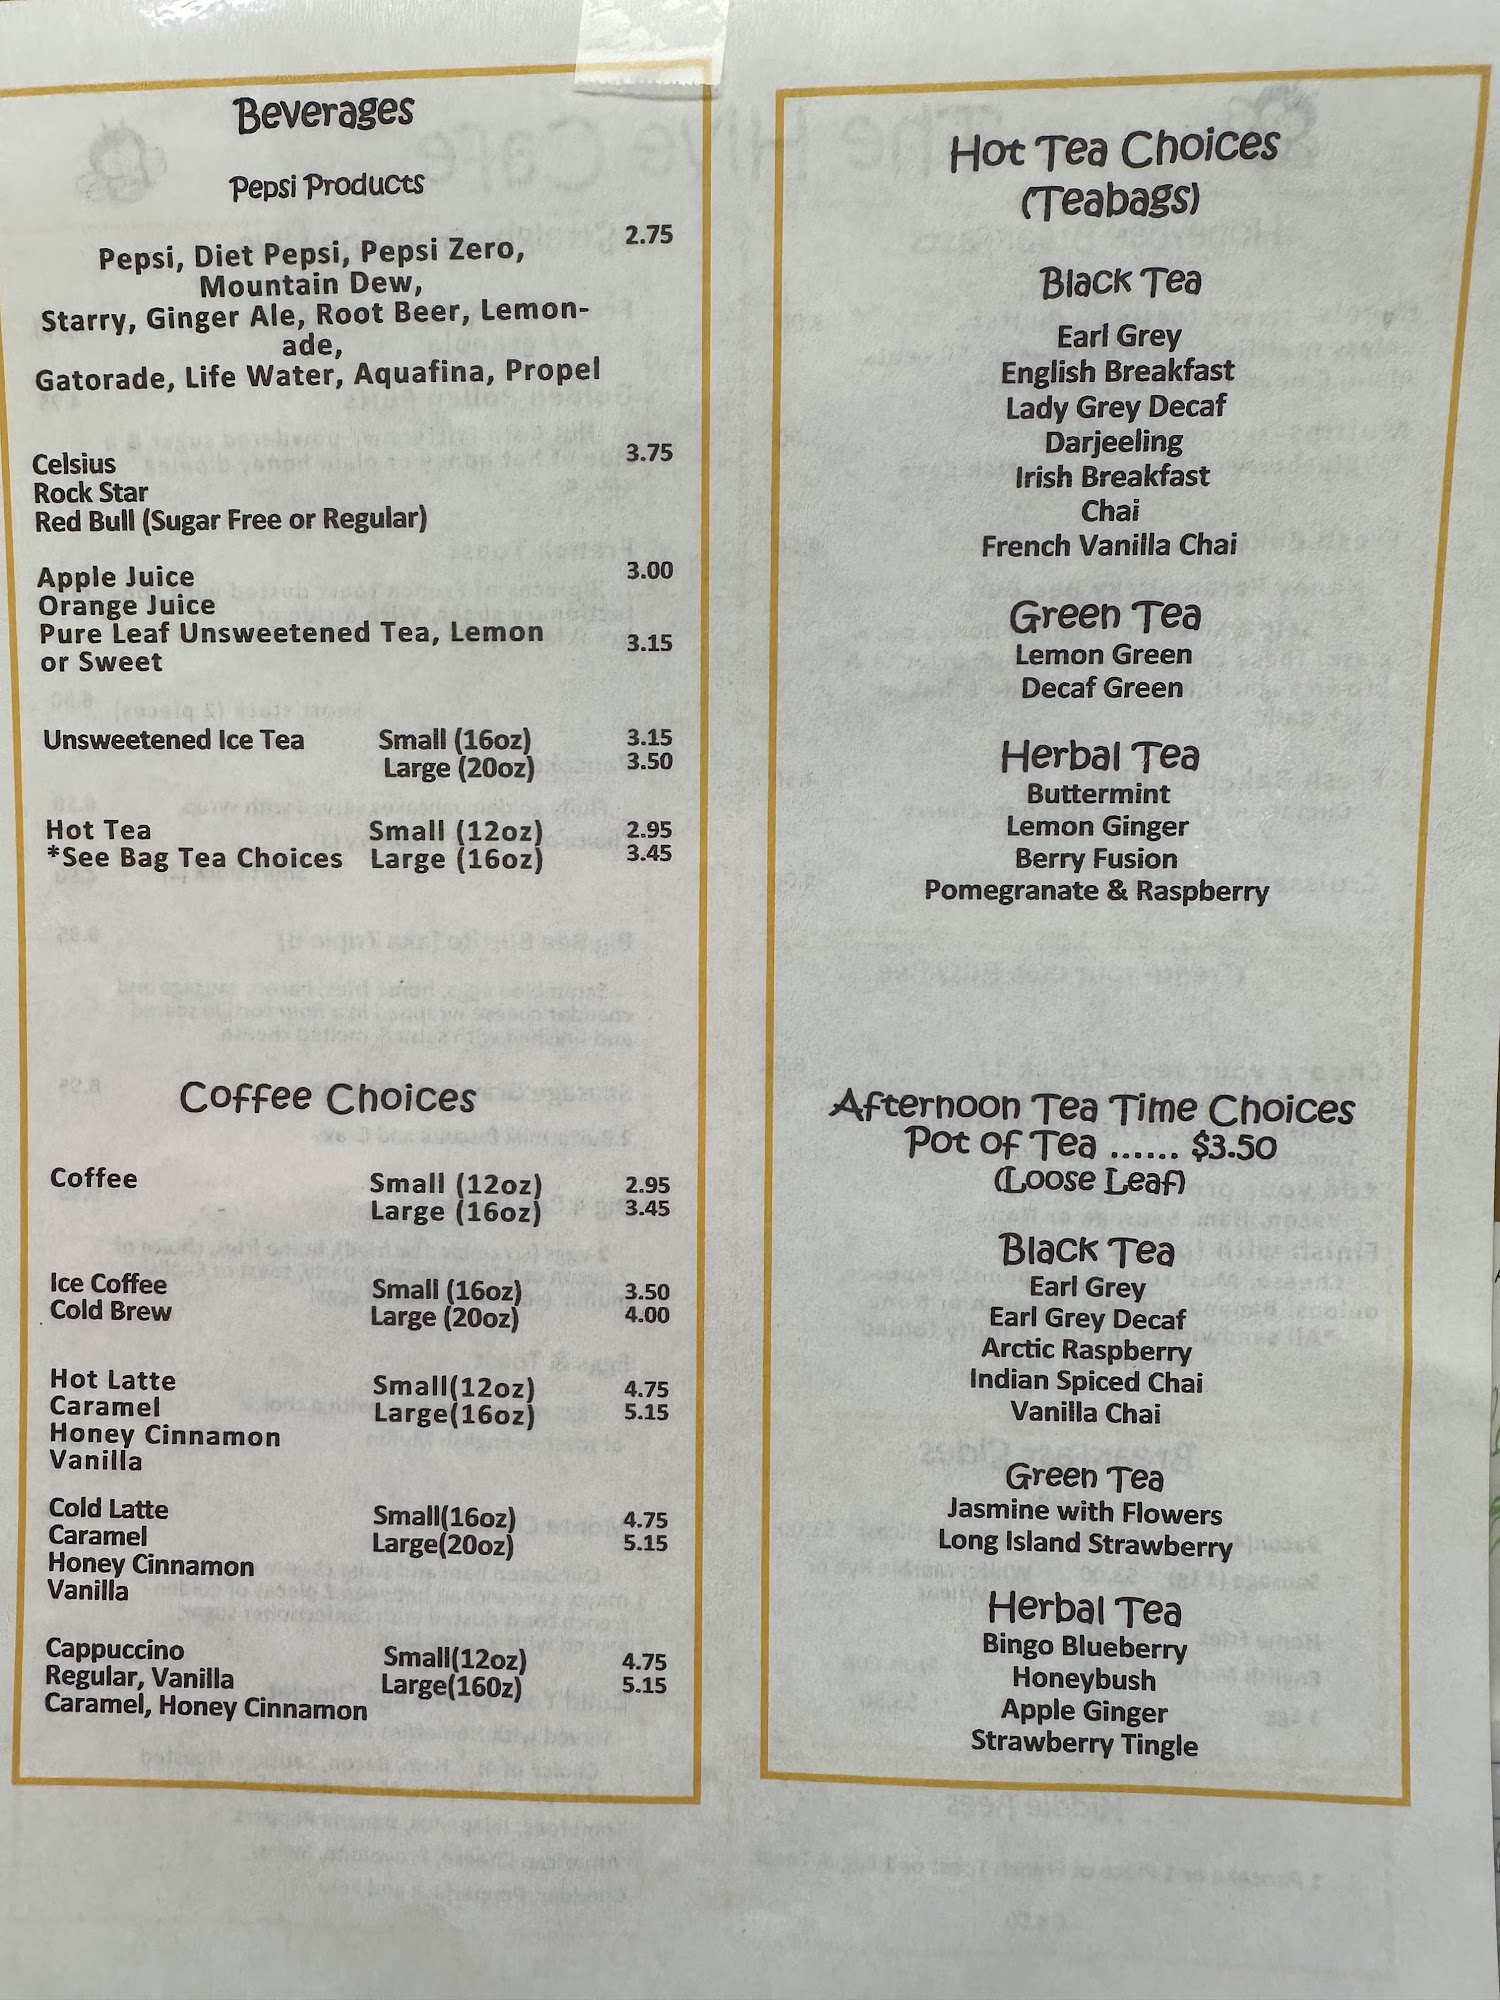 Beverages
Pepsi Products
Pepsi, Diet Pepsi, Pepsi Zero, 2.75
Mountain Dew,
Starry, Ginger Ale, Root Beer, Lemon-
ade,
Gatorade, Life Water, Aquafina, Propel
Celsius 3.75
Rock Star
Red Bull (Sugar Free or Regular)
Apple Juice 3.00
Orange Juice
Pure Leaf Unsweetened Tea, Lemon 3.15
or Sweet
Unsweetened Ice Tea Small (16oz) 3.15
Large (20oz) 3.50
Hot Tea Small (12oz) 2.95
*See Bag Tea Choices Large (16oz) 3.45
Coffee Choices
Coffee Small (12oz) 2.95
Large (16oz) 3.45
Ice Coffee Small (16oz) 3.50
Cold Brew Large (20oz) 4.00
Hot Latte Small(12oz) 4.75
Caramel Large(16oz) 5.15
Honey Cinnamon
Vanilla
Cold Latte Small(16oz) 4.75
Caramel Large(20oz) 5.15
Honey Cinnamon
Vanilla
Cappuccino Small(12oz) 4.75
Regular, Vanilla Large(160z) 5.15
Caramel, Honey Cinnamon
Hot Tea Choices
(Teabags)
Black Tea
Earl Grey
English Breakfast
Lady Grey Decaf
Darjeeling
Irish Breakfast
Chai
French Vanilla Chai
Green Tea
Lemon Green
Decaf Green
Herbal Tea
Buttermint
Lemon Ginger
Berry Fusion
Pomegranate & Raspberry
Afternoon Tea Time Choices
Pot of Tea ...... $3.50
(Loose Leaf)
Black Tea
Earl Grey
Earl Grey Decaf
Arctic Raspberry
Indian Spiced Chai
Vanilla Chai
Green Tea
Jasmine with Flowers
Long Island Strawberry
Herbal Tea
Bingo Blueberry
Honeybush
Apple Ginger
Strawberry Tingle